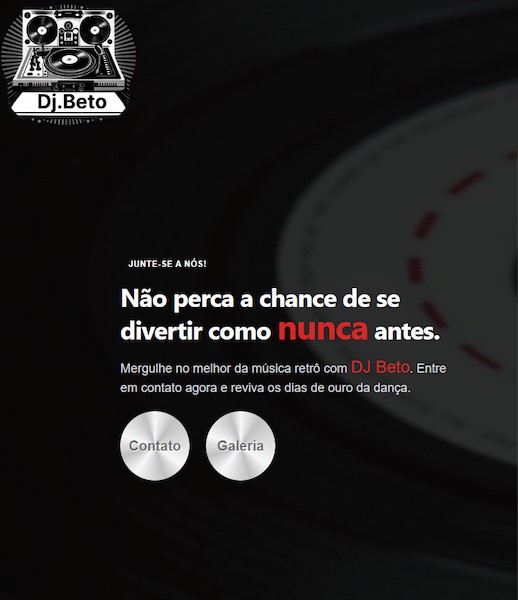 Dj.Beto
JUNTE-SE A NÓS!
Não perca a chance de se
divertir como nunca antes.
Mergulhe no melhor da música retrô com DJ Beto. Entre
em contato agora e reviva os dias de ouro da dança.
Contato Galeria